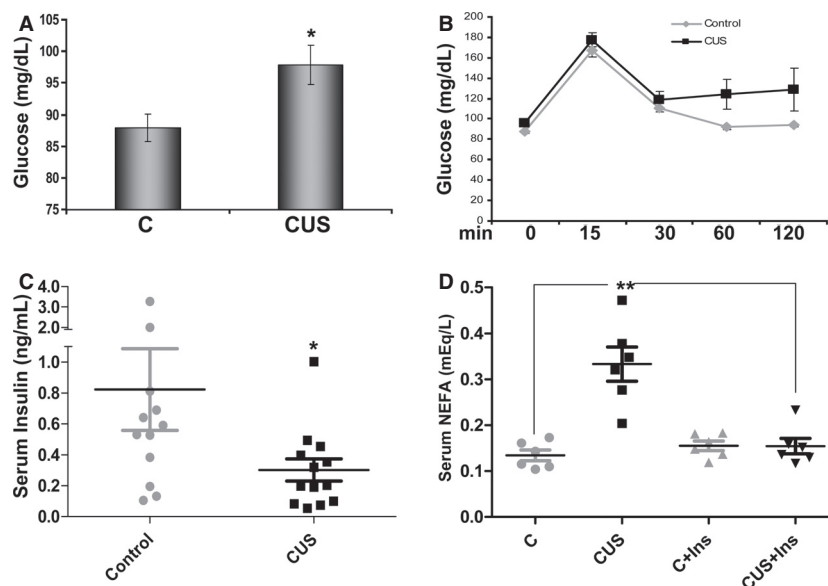 A
Glucose (mg/dL)
105
100
95
90
85
80
75
*
C CUS
B
Glucose (mg/dL)
200
180
160
140
120
100
80
60
40
20
0
Control
CUS
min 0 15 30 60 120
C
Serum Insulin (ng/mL)
4.0
3.0
2.0
1.0
0.8
0.6
0.4
0.2
0.0
*
Control CUS
D
Serum NEFA (mEq/L)
0.5
0.4
0.3
0.2
0.1
0.0
**
C CUS C+Ins CUS+Ins